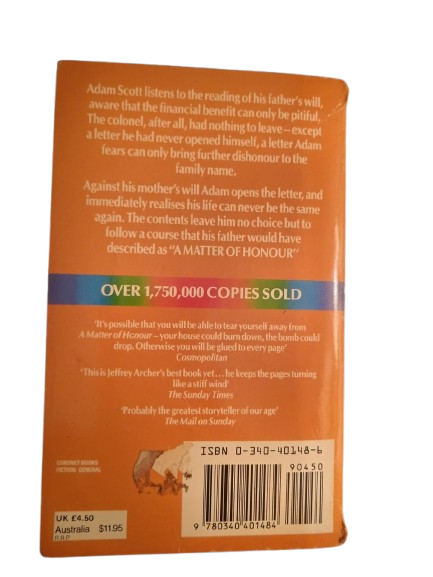 Adam Scott listens to the reading of his father's will,
aware that the financial benefit can only be pitiful.
The colonel, after all, had nothing to leave – except
a letter he had never opened himself, a letter Adam
fears can only bring further dishonour to the
family name.
Against his mother's will Adam opens the letter, and
immediately realises his life can never be the same
again. The contents leave him no choice but to
follow a course that his father would have
described as "A MATTER OF HONOUR"
OVER 1,750,000 COPIES SOLD
'It's possible that you will be able to tear yourself away from
A Matter of Honour – your house could burn down, the bomb could
drop. Otherwise you will be glued to every page'
Cosmopolitan
'This is Jeffrey Archer's best book yet... he keeps the pages turning
like a stiff wind'
The Sunday Times
'Probably the greatest storyteller of our age'
The Mail on Sunday
CORONET BOOKS
FICTION: GENERAL
ISBN 0-340-40148-6
90450
9 780340 401484
UK £4.50
Australia $11.95
R.R.P.